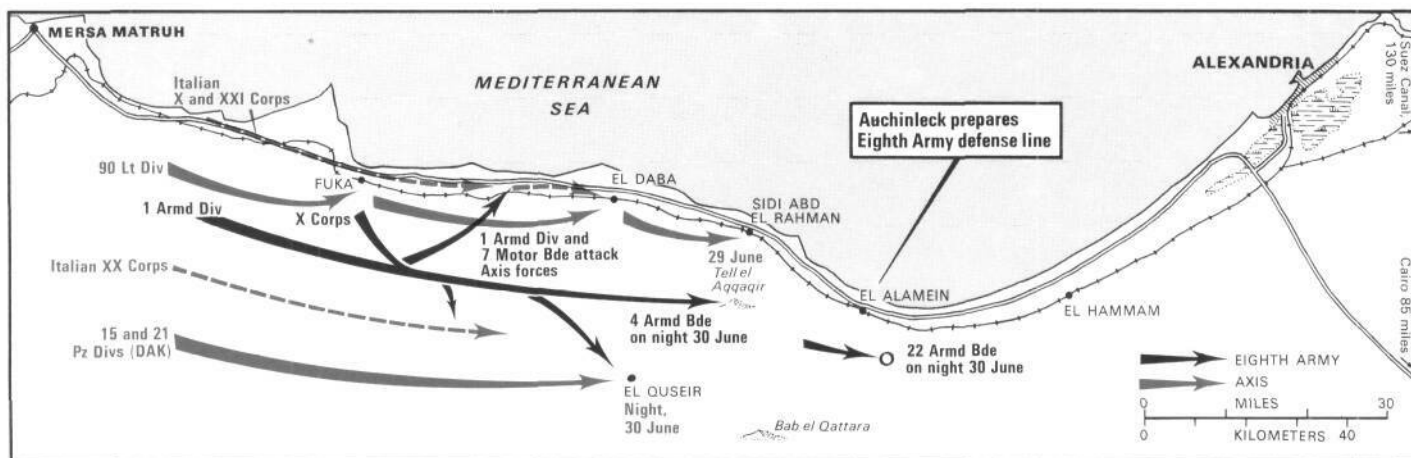 MERSA MATRUH
Italian
X and XXI Corps
MEDITERRANEAN
SEA
ALEXANDRIA
Suez Canal,
130 miles
Auchinleck prepares
Eighth Army defense line
90 Lt Div
FUKA
EL DABA
1 Armd Div
X Corps
SIDI ABD
EL RAHMAN
1 Armd Div and
7 Motor Bde attack
Axis forces
29 June
Tell el
Aqqaqir
Italian XX Corps
EL ALAMEIN
EL HAMMAM
Cairo 85 miles
4 Armd Bde
on night 30 June
15 and 21
Pz Divs (DAK)
22 Armd Bde
on night 30 June
EL QUSEIR
Night,
30 June
Bab el Qattara
EIGHTH ARMY
AXIS
0 MILES 30
0 KILOMETERS 40